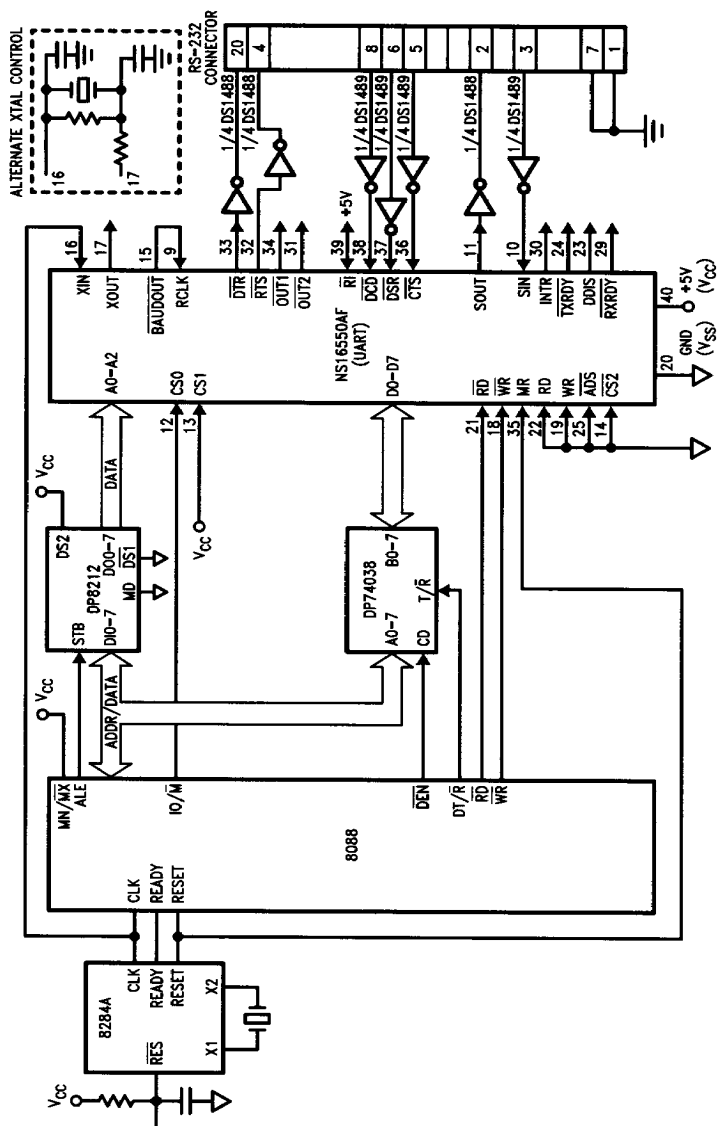 ALTERNATE XTAL CONTROL
16
17
RS-232
CONNECTOR
20
4
8
6
5
2
3
7
1
1/4 DS1488
1/4 DS1488
1/4 DS1489
1/4 DS1489
1/4 DS1489
1/4 DS1488
1/4 DS1489
16
17
15
9
33
32
34
31
39
+5V
38
37
36
11
10
30
24
23
29
XIN
XOUT
BAUDOUT
RCLK
DTR
RTS
OUT1
OUT2
RI
DCD
DSR
CTS
SOUT
SIN
INTR
TXRDY
DDIS
RXRDY
NS16550AF
(UART)
40
+5V
(VCC)
20
GND
(VSS)
A0-A2
CS0
CS1
D0-D7
RD
WR
MR
RD
WR
ADS
CS2
12
13
21
18
35
22
19
25
14
VCC
DATA
VCC
DS2
DO0-7
DS1
DP8212
MD
STB
DI0-7
B0-7
T/R
DP74038
A0-7
CD
VCC
ADDR/DATA
MN/MX
ALE
IO/M
DEN
DT/R
RD
WR
8088
CLK
READY
RESET
CLK
READY
RESET
8284A
RES
X2
X1
VCC